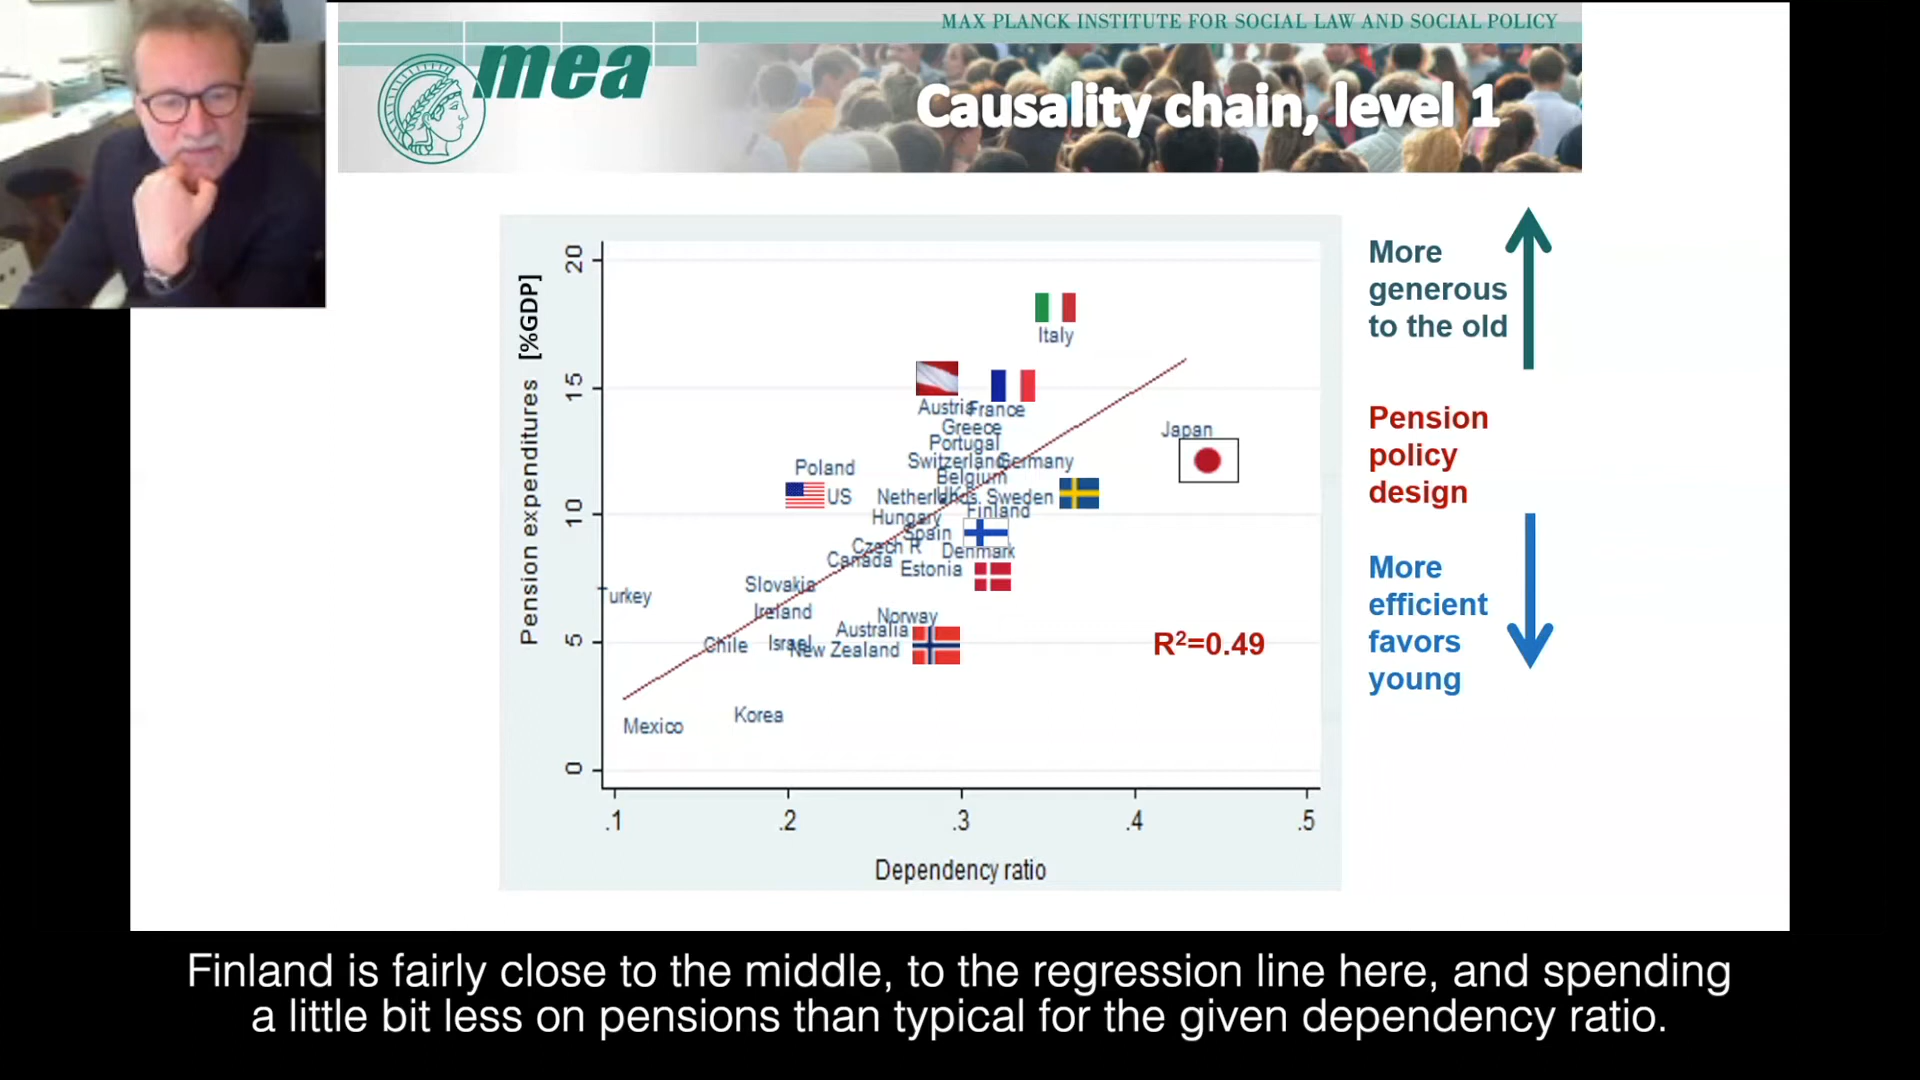 MAX PLANCK INSTITUTE FOR SOCIAL LAW AND SOCIAL POLICY
mea
Causality chain, level 1
Pension expenditures [%GDP]
20
15
10
5
0
Italy
Austria
France
Greece
Portugal
Switzerland
Germany
Poland
Belgium
US
Netherlands
UK
Sweden
Hungary
Finland
Spain
Czech R
Denmark
Canada
Estonia
Slovakia
Turkey
Ireland
Norway
Australia
Chile
Israel
New Zealand
Korea
Mexico
Japan
R²=0.49
.1
.2
.3
.4
.5
Dependency ratio
More
generous
to the old
Pension
policy
design
More
efficient
favors
young
Finland is fairly close to the middle, to the regression line here, and spending
a little bit less on pensions than typical for the given dependency ratio.